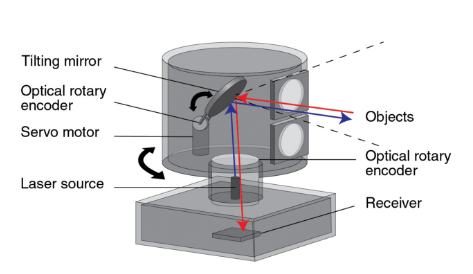 Tilting mirror
Optical rotary
encoder
Servo motor
Laser source
Objects
Optical rotary
encoder
Receiver